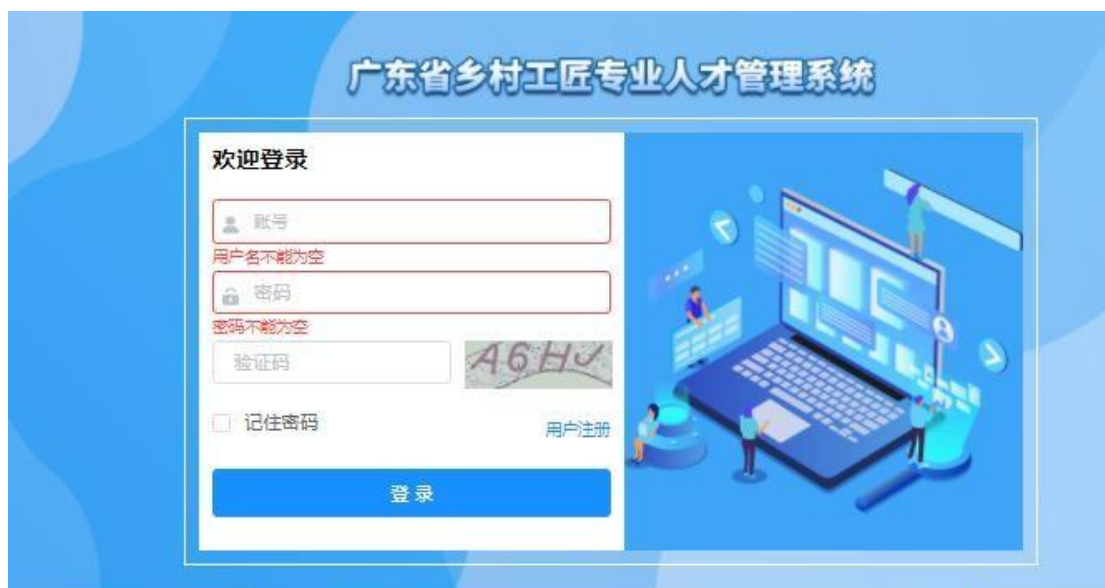 广东省乡村工匠专业人才管理系统
欢迎登录
账号
用户名不能为空
密码
密码不能为空
验证码
A6HJ
记住密码
用户注册
登录